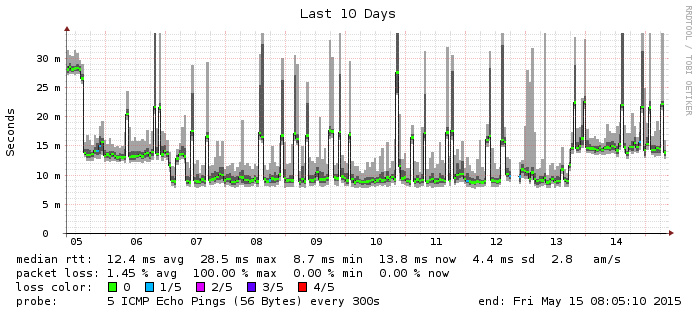 Last 10 Days
RRDTOOL / TOBI OETIKER
Seconds
30 m
25 m
20 m
15 m
10 m
5 m
0
05 06 07 08 09 10 11 12 13 14
median rtt: 12.4 ms avg 28.5 ms max 8.7 ms min 13.8 ms now 4.4 ms sd 2.8 am/s
packet loss: 1.45 % avg 100.00 % max 0.00 % min 0.00 % now
loss color: 0 1/5 2/5 3/5 4/5
probe: 5 ICMP Echo Pings (56 Bytes) every 300s end: Fri May 15 08:05:10 2015